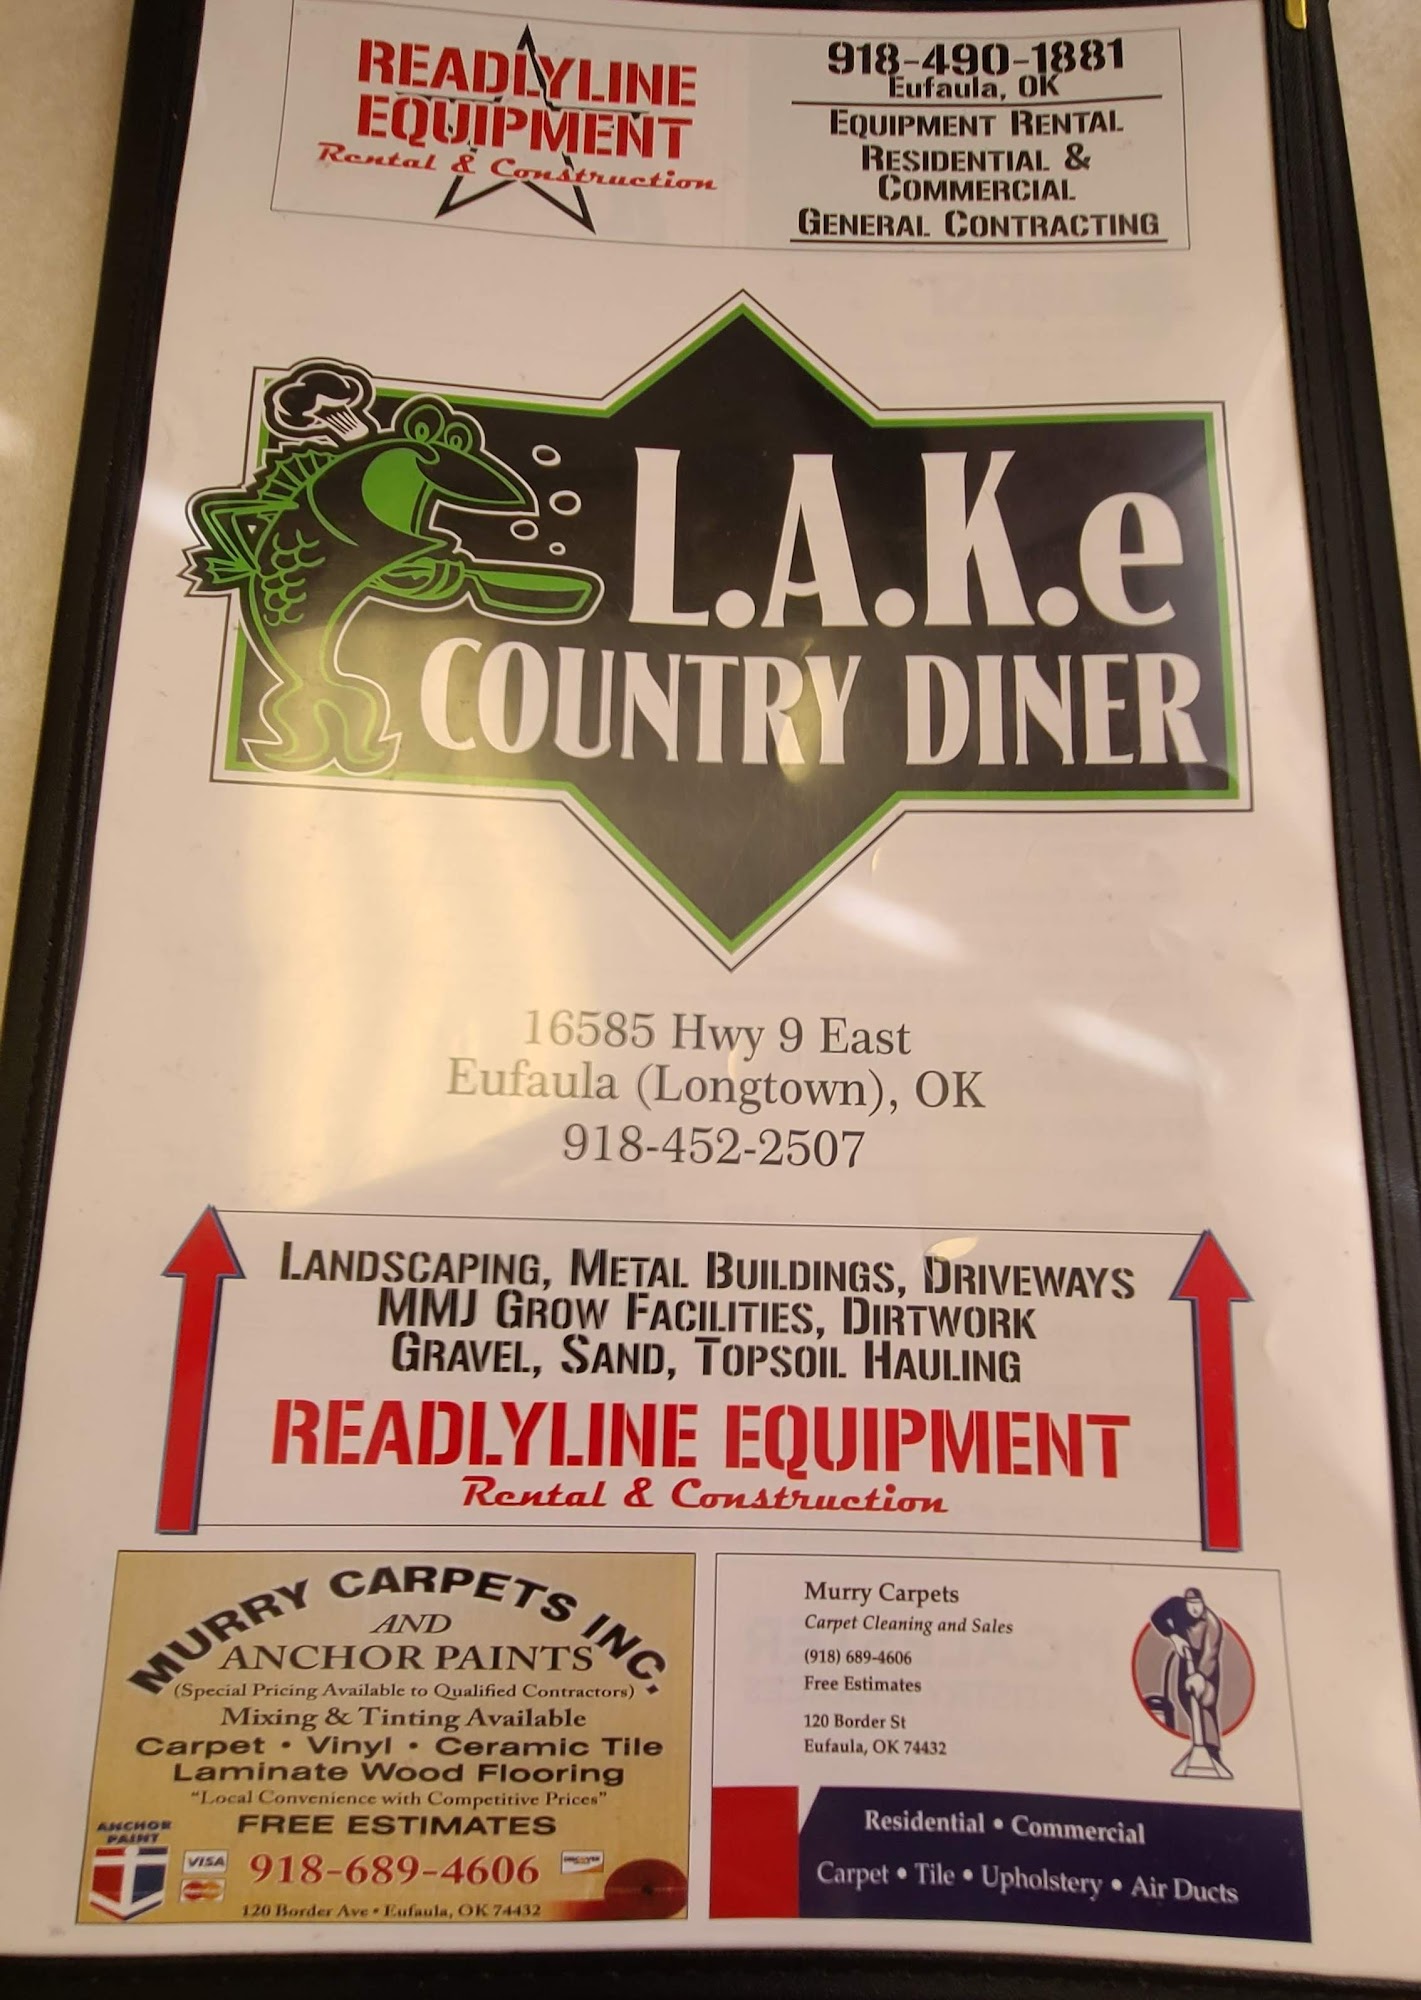 READLYLINE
EQUIPMENT
Rental & Construction
918-490-1881
Eufaula, OK
EQUIPMENT RENTAL
RESIDENTIAL &
COMMERCIAL
GENERAL CONTRACTING
L.A.K.e
COUNTRY DINER
16585 Hwy 9 East
Eufaula (Longtown), OK
918-452-2507
LANDSCAPING, METAL BUILDINGS, DRIVEWAYS
MMJ GROW FACILITIES, DIRTWORK
GRAVEL, SAND, TOPSOIL HAULING
READLYLINE EQUIPMENT
Rental & Construction
MURRY CARPETS INC.
AND
ANCHOR PAINTS
(Special Pricing Available to Qualified Contractors)
Mixing & Tinting Available
Carpet • Vinyl • Ceramic Tile
Laminate Wood Flooring
"Local Convenience with Competitive Prices"
FREE ESTIMATES
ANCHOR
PAINT
VISA
918-689-4606
120 Border Ave • Eufaula, OK 74432
Murry Carpets
Carpet Cleaning and Sales
(918) 689-4606
Free Estimates
120 Border St
Eufaula, OK 74432
Residential • Commercial
Carpet • Tile • Upholstery • Air Ducts